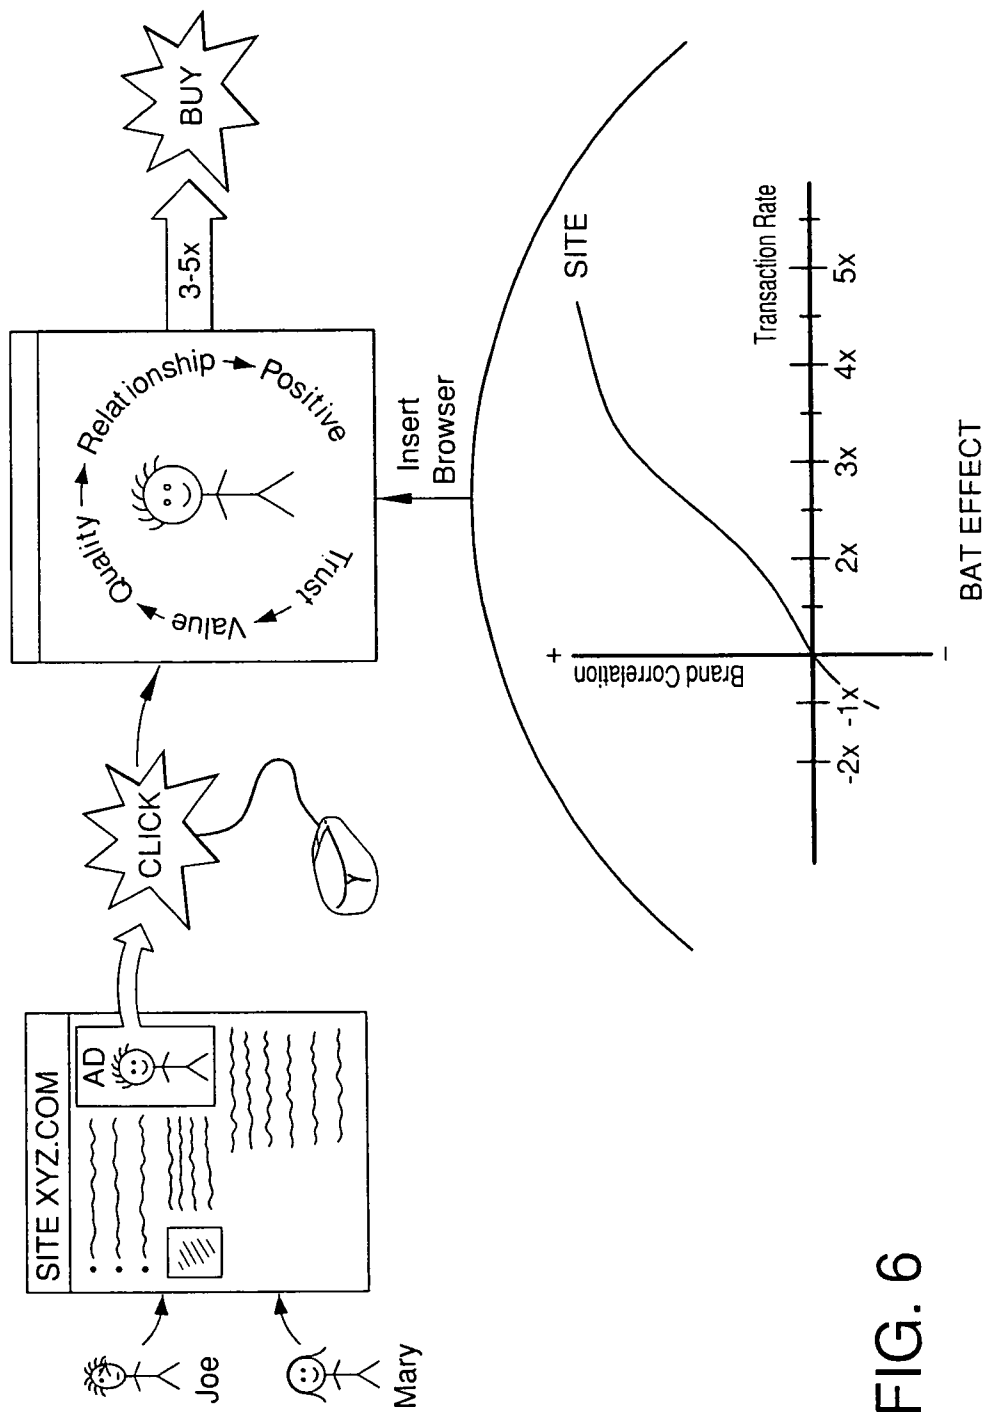 Joe
Mary
SITE XYZ.COM
AD
CLICK
Trust
Value
Quality
Relationship
Positive
3-5x
BUY
Insert
Browser
SITE
+
Brand Correlation
−
Transaction Rate
-2x
-1x
2x
3x
4x
5x
BAT EFFECT
FIG. 6